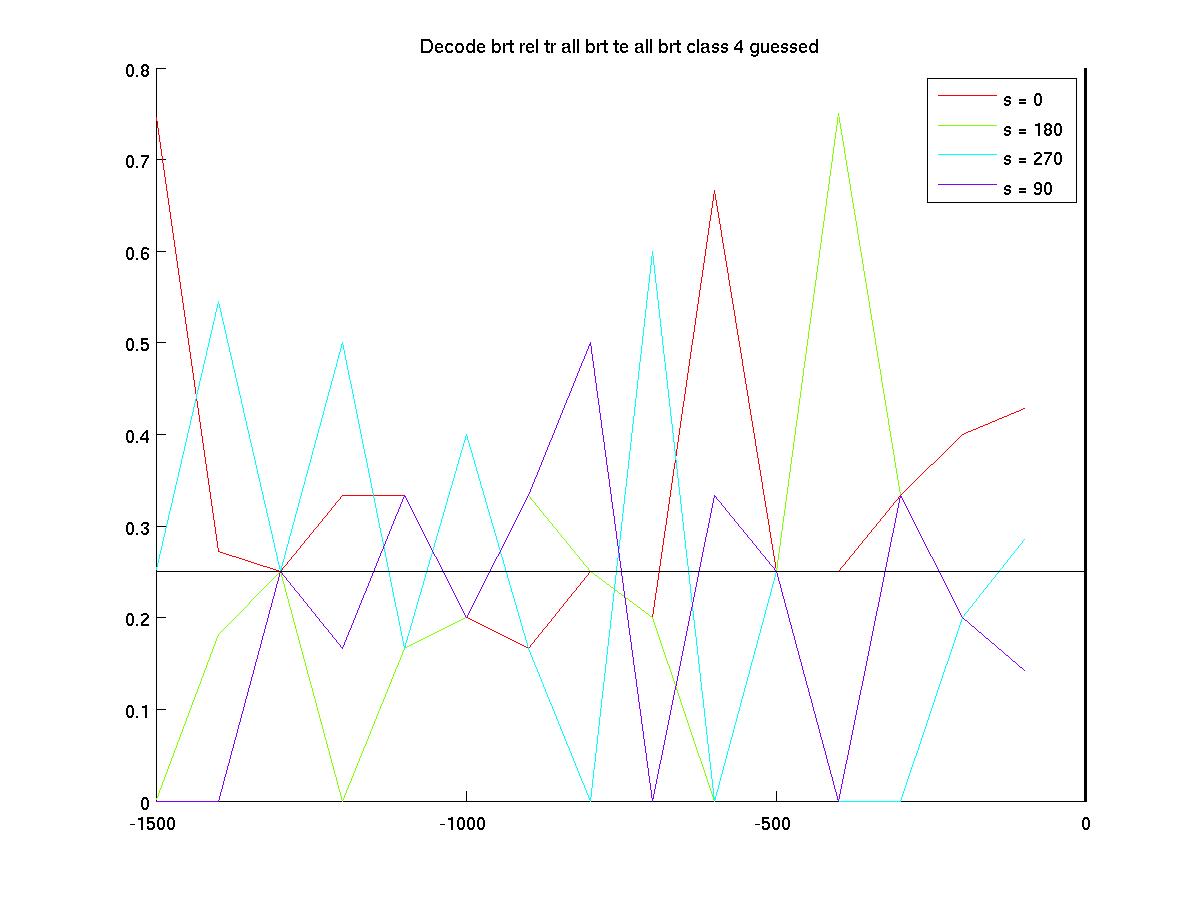 Decode brt rel tr all brt te all brt class 4 guessed
0.8
0.7
0.6
0.5
0.4
0.3
0.2
0.1
0
-1500
-1000
-500
0
s = 0
s = 180
s = 270
s = 90